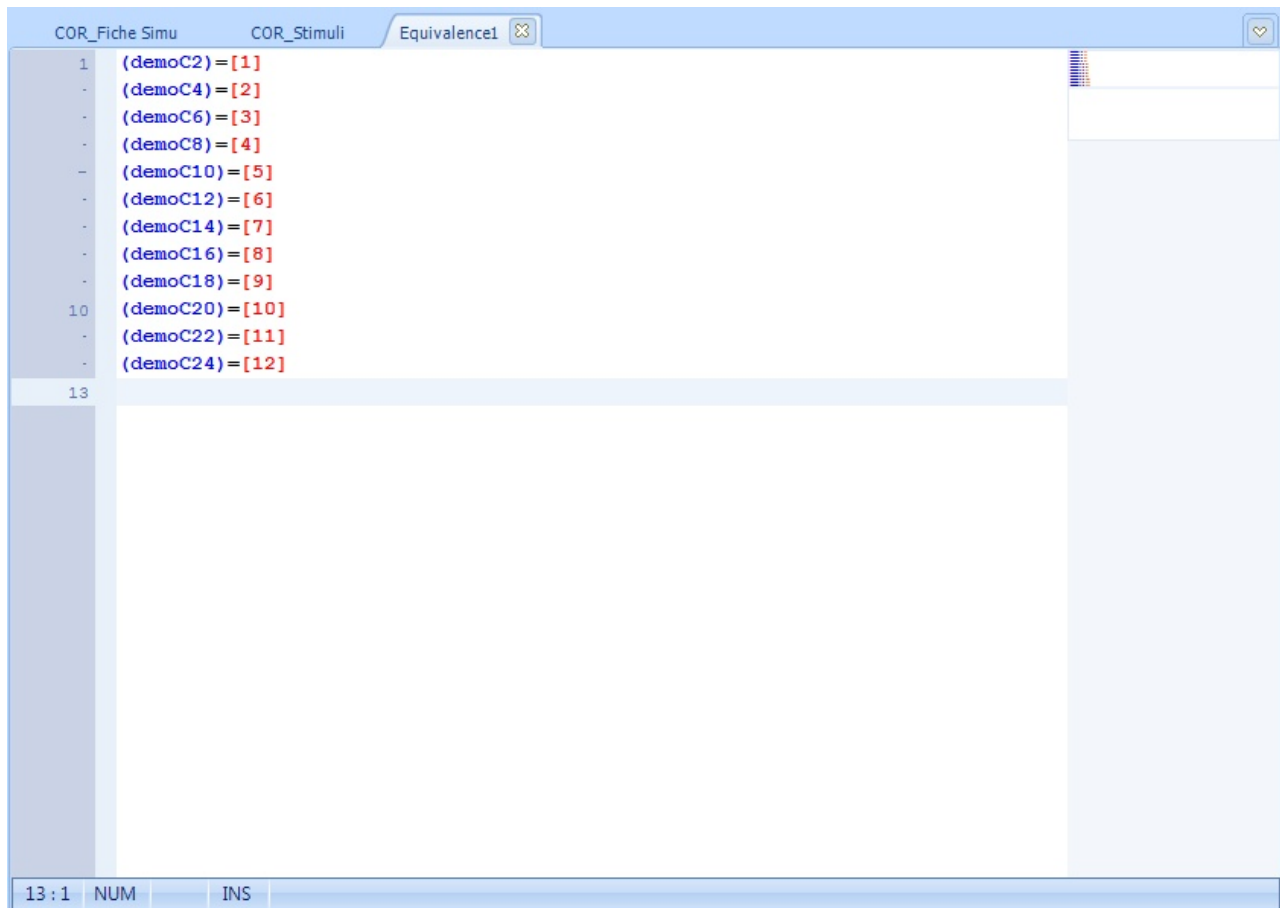 COR_Fiche Simu COR_Stimuli Equivalence1
1 (demoC2)=[1]
- (demoC4)=[2]
- (demoC6)=[3]
- (demoC8)=[4]
- (demoC10)=[5]
- (demoC12)=[6]
- (demoC14)=[7]
- (demoC16)=[8]
- (demoC18)=[9]
10 (demoC20)=[10]
- (demoC22)=[11]
- (demoC24)=[12]
13
13:1 NUM INS